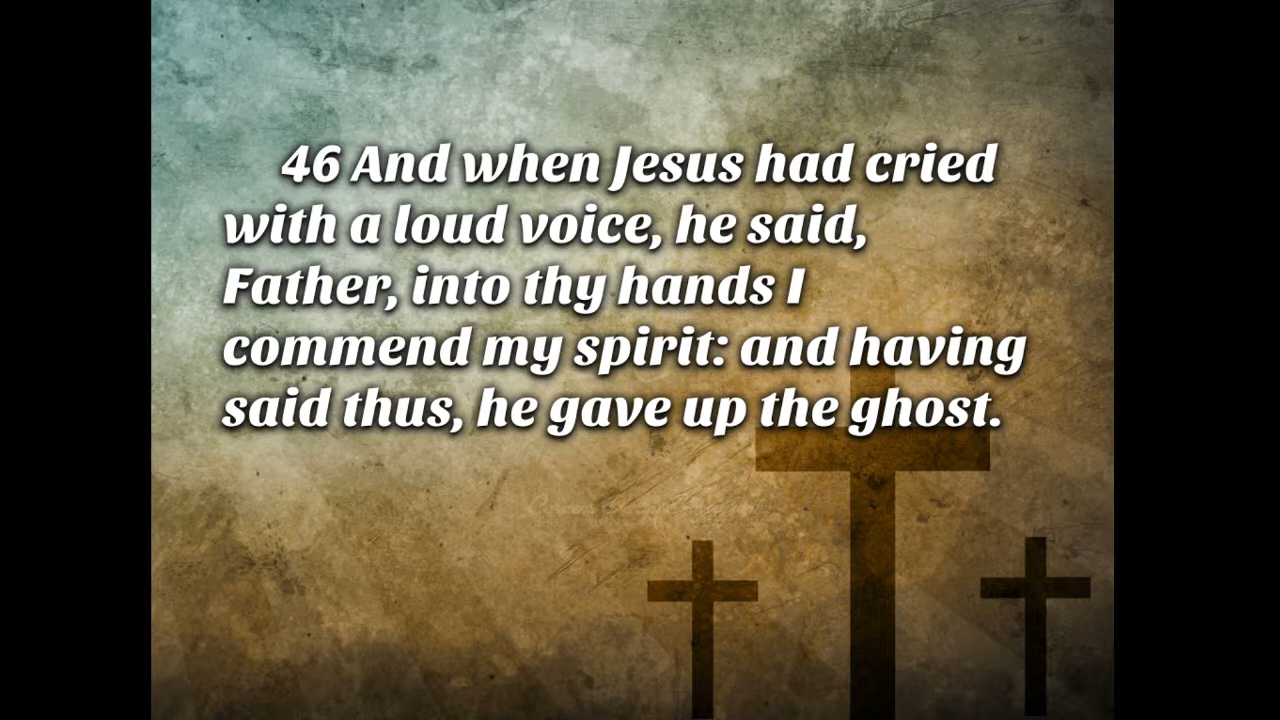 46 And when Jesus had cried
with a loud voice, he said,
Father, into thy hands I
commend my spirit: and having
said thus, he gave up the ghost.